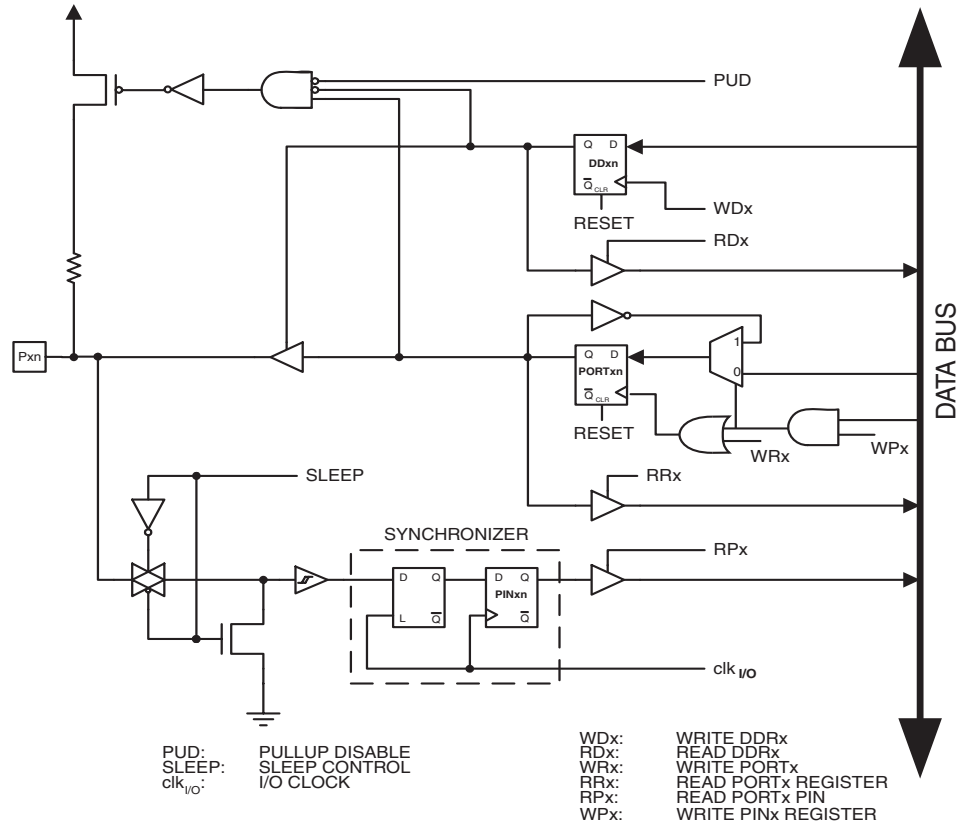 PUD
Q D
DDxn
Q CLR
WDx
RESET
RDx
Pxn
1
Q D
PORTxn
0
Q CLR
RESET
WRx
WPx
DATA BUS
SLEEP
RRx
SYNCHRONIZER
RPx
D Q
D Q
PINxn
L Q
Q
clk I/O
PUD: PULLUP DISABLE
SLEEP: SLEEP CONTROL
clkI/O: I/O CLOCK
WDx: WRITE DDRx
RDx: READ DDRx
WRx: WRITE PORTx
RRx: READ PORTx REGISTER
RPx: READ PORTx PIN
WPx: WRITE PINx REGISTER